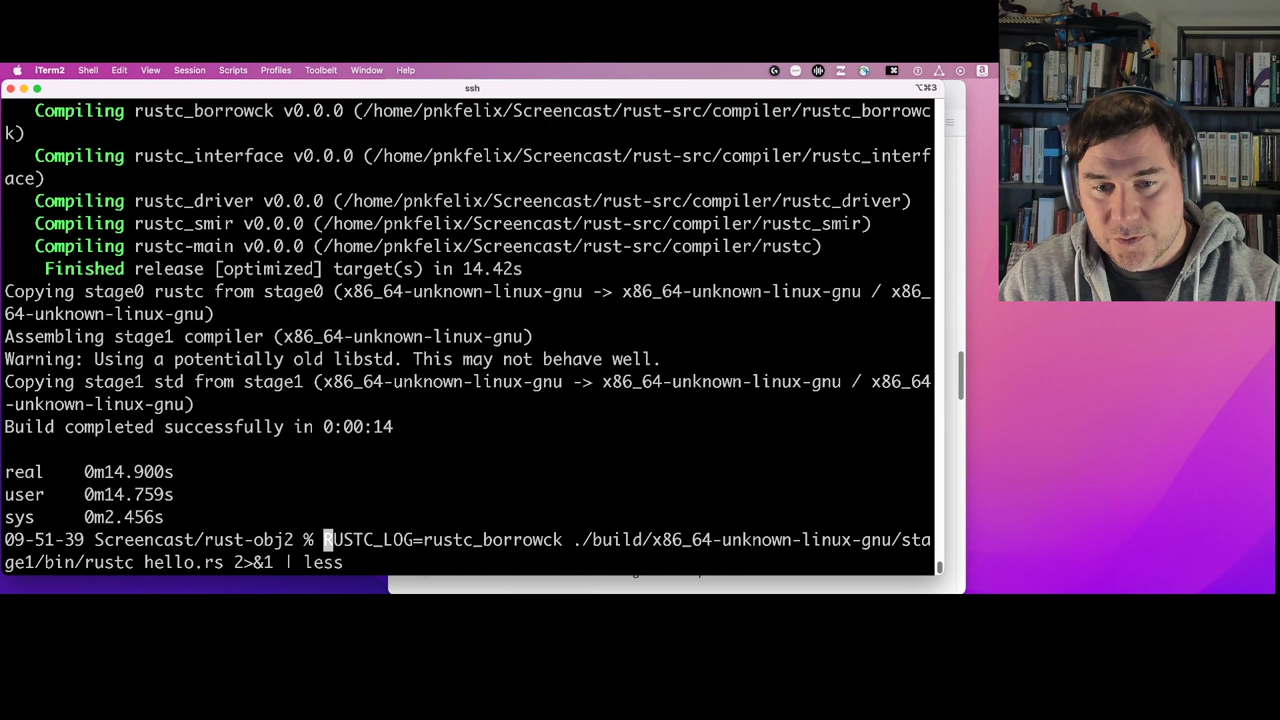 iTerm2 Shell Edit View Session Scripts Profiles Toolbelt Window Help
ssh
⌥⌘3
Compiling rustc_borrowck v0.0.0 (/home/pnkfelix/Screencast/rust-src/compiler/rustc_borrowc
k)
Compiling rustc_interface v0.0.0 (/home/pnkfelix/Screencast/rust-src/compiler/rustc_interf
ace)
Compiling rustc_driver v0.0.0 (/home/pnkfelix/Screencast/rust-src/compiler/rustc_driver)
Compiling rustc_smir v0.0.0 (/home/pnkfelix/Screencast/rust-src/compiler/rustc_smir)
Compiling rustc-main v0.0.0 (/home/pnkfelix/Screencast/rust-src/compiler/rustc)
Finished release [optimized] target(s) in 14.42s
Copying stage0 rustc from stage0 (x86_64-unknown-linux-gnu -> x86_64-unknown-linux-gnu / x86_
64-unknown-linux-gnu)
Assembling stage1 compiler (x86_64-unknown-linux-gnu)
Warning: Using a potentially old libstd. This may not behave well.
Copying stage1 std from stage1 (x86_64-unknown-linux-gnu -> x86_64-unknown-linux-gnu / x86_64
-unknown-linux-gnu)
Build completed successfully in 0:00:14
real 0m14.900s
user 0m14.759s
sys 0m2.456s
09-51-39 Screencast/rust-obj2 % RUSTC_LOG=rustc_borrowck ./build/x86_64-unknown-linux-gnu/sta
ge1/bin/rustc hello.rs 2>&1 | less